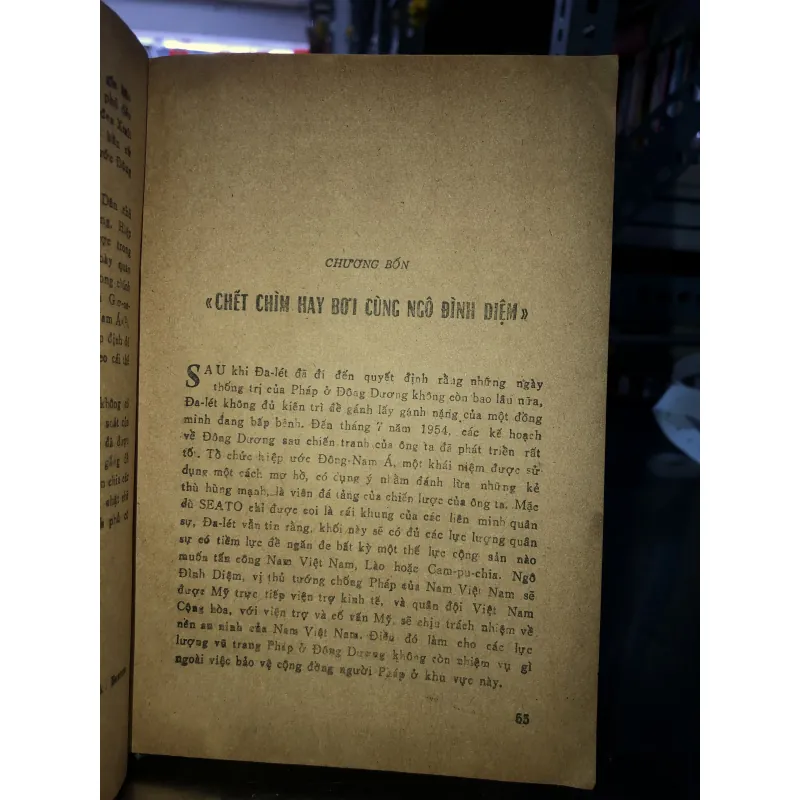 CHƯƠNG BỐN
«CHẾT CHÌM HAY BƠI CÙNG NGÔ ĐÌNH DIỆM»
SAU khi Đa-lét đã đi đến quyết định rằng những ngày
thống trị của Pháp ở Đông Dương không còn bao lâu nữa,
Đa-lét không đủ kiên trì để gánh lấy gánh nặng của một đồng
minh đang bấp bênh. Đến tháng 7 năm 1954, các kế hoạch
về Đông Dương sau chiến tranh của ông ta đã phát triển rất
tốt. Tổ chức hiệp ước Đông-Nam Á, một khái niệm được sử
dụng một cách mơ hồ, có dụng ý nhằm đánh lừa những kẻ
thù hùng mạnh, là viên đá tảng của chiến lược của ông ta. Mặc
dù SEATO chỉ được coi là cái khung của các liên minh quân
sự, Đa-lét vẫn tin rằng, khối này sẽ có đủ các lực lượng quân
sự có tiềm lực để ngăn đe bất kỳ một thế lực cộng sản nào
muốn tấn công Nam Việt Nam, Lào hoặc Cam-pu-chia. Ngô
Đình Diệm, vị thủ tướng chống Pháp của Nam Việt Nam sẽ
được Mỹ trực tiếp viện trợ kinh tế, và quân đội Việt Nam
Cộng hòa, với viện trợ và cố vấn Mỹ, sẽ chịu trách nhiệm về
nền an ninh của Nam Việt Nam. Điều đó làm cho các lực
lượng vũ trang Pháp ở Đông Dương không còn nhiệm vụ gì
ngoài việc bảo vệ cộng đồng người Pháp ở khu vực này.
65